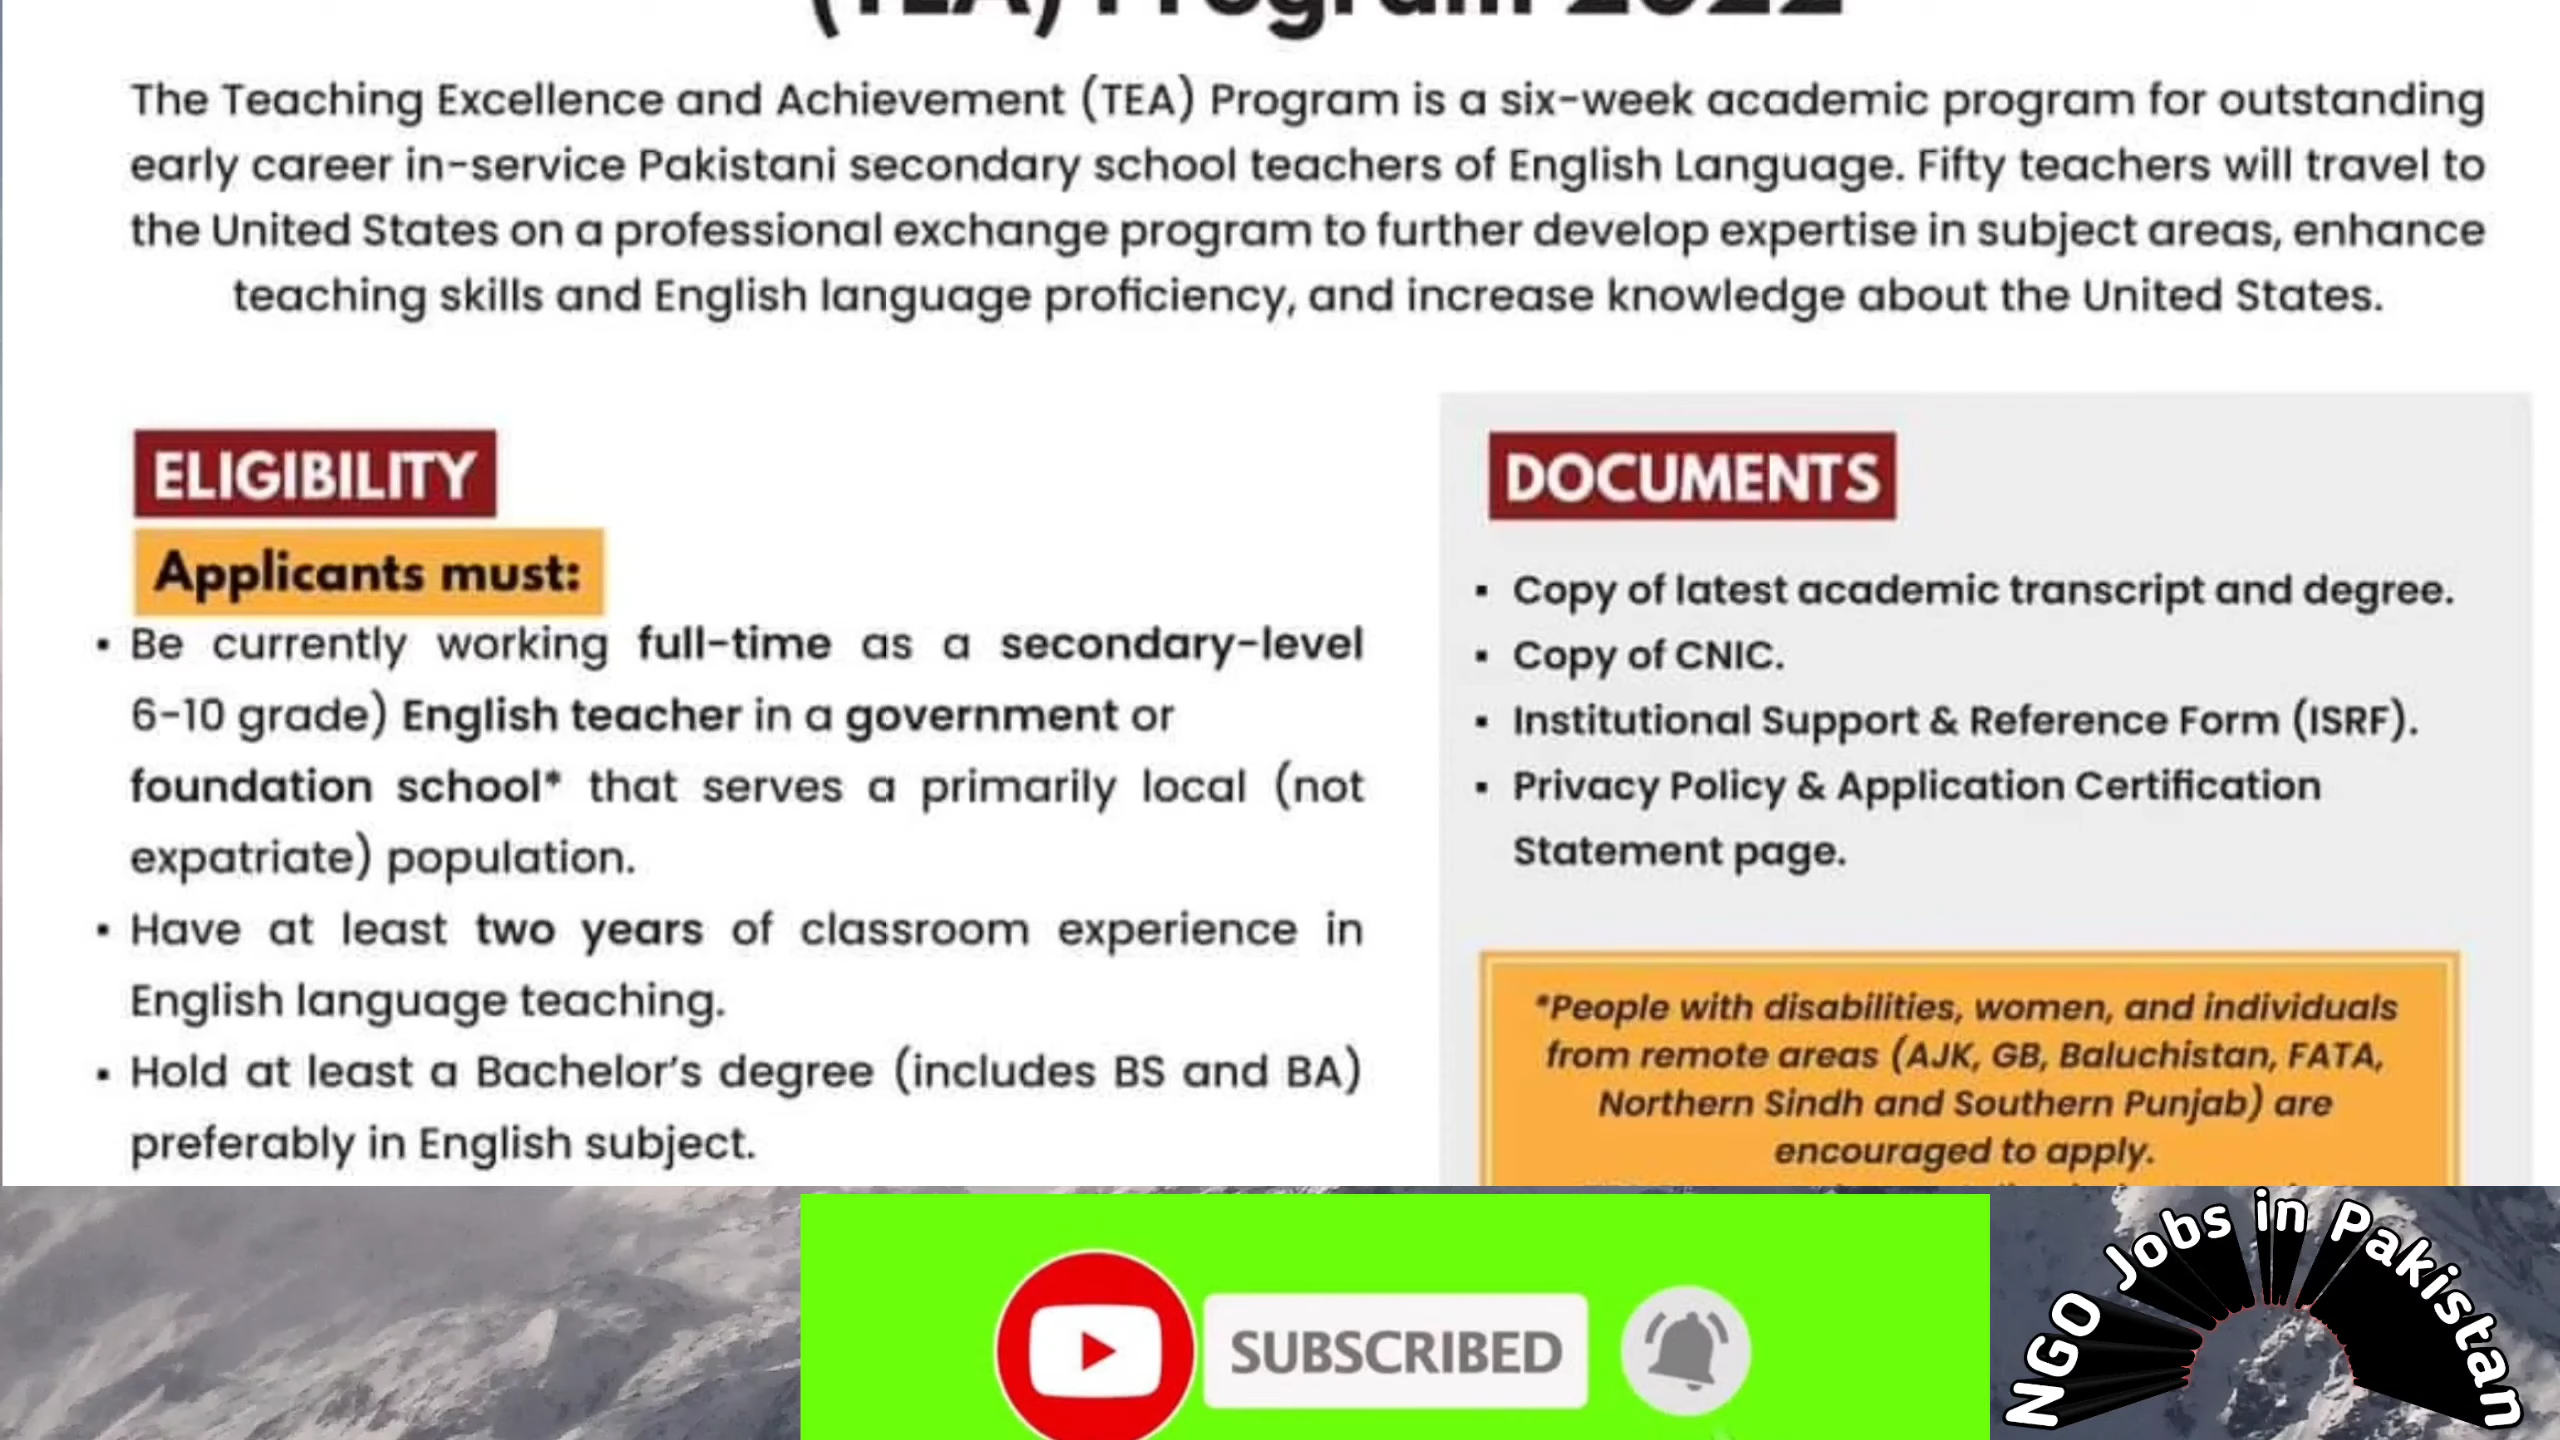 (TEA) Program 2022
The Teaching Excellence and Achievement (TEA) Program is a six-week academic program for outstanding
early career in-service Pakistani secondary school teachers of English Language. Fifty teachers will travel to
the United States on a professional exchange program to further develop expertise in subject areas, enhance
teaching skills and English language proficiency, and increase knowledge about the United States.
ELIGIBILITY
Applicants must:
▪ Be currently working full-time as a secondary-level
6-10 grade) English teacher in a government or
foundation school* that serves a primarily local (not
expatriate) population.
▪ Have at least two years of classroom experience in
English language teaching.
▪ Hold at least a Bachelor's degree (includes BS and BA)
preferably in English subject.
DOCUMENTS
▪ Copy of latest academic transcript and degree.
▪ Copy of CNIC.
▪ Institutional Support & Reference Form (ISRF).
▪ Privacy Policy & Application Certification
Statement page.
*People with disabilities, women, and individuals
from remote areas (AJK, GB, Baluchistan, FATA,
Northern Sindh and Southern Punjab) are
encouraged to apply.
SUBSCRIBED
NGO Jobs in Pakistan